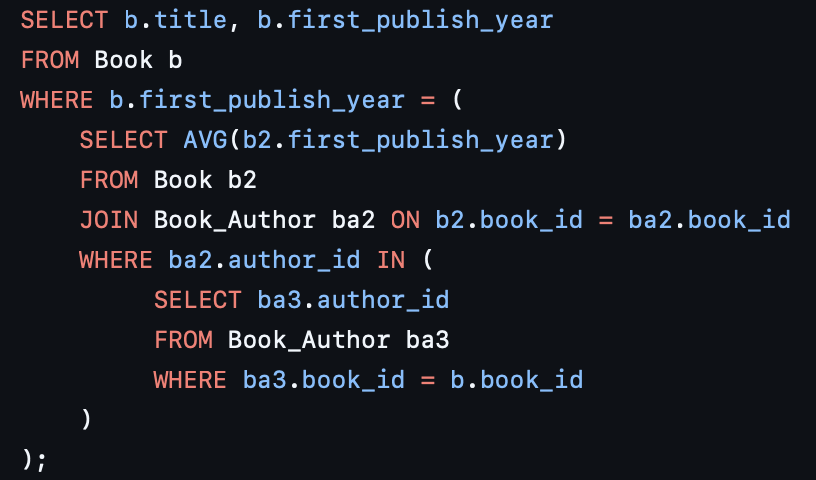 SELECT b.title, b.first_publish_year
FROM Book b
WHERE b.first_publish_year = (
    SELECT AVG(b2.first_publish_year)
    FROM Book b2
    JOIN Book_Author ba2 ON b2.book_id = ba2.book_id
    WHERE ba2.author_id IN (
         SELECT ba3.author_id
         FROM Book_Author ba3
         WHERE ba3.book_id = b.book_id
    )
);